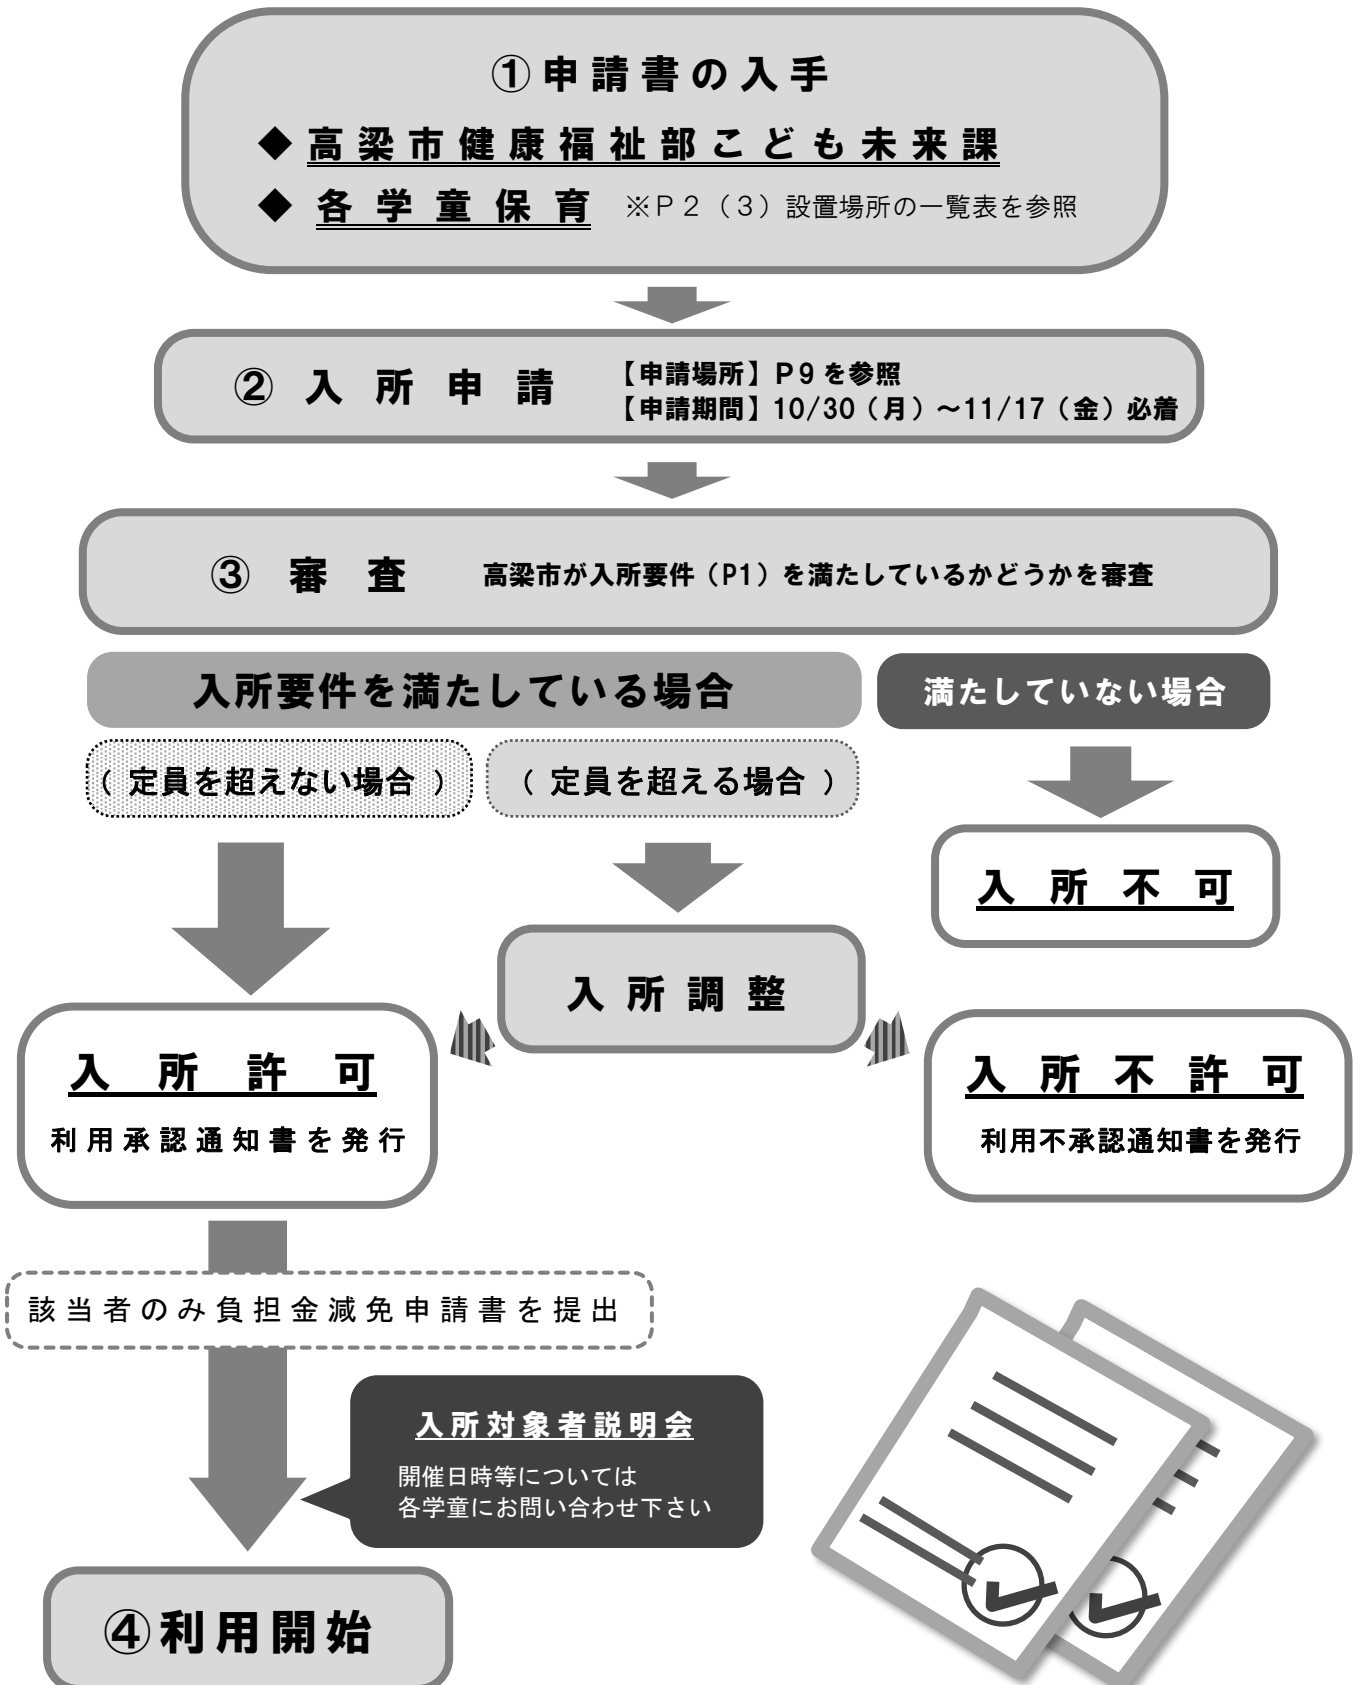 ①申請書の入手
◆ 高梁市健康福祉部こども未来課
◆ 各学童保育 ※Ｐ２（３）設置場所の一覧表を参照
② 入所申請
【申請場所】P9を参照
【申請期間】10/30（月）～11/17（金）必着
③ 審査 高梁市が入所要件（P1）を満たしているかどうかを審査
入所要件を満たしている場合
満たしていない場合
（ 定員を超えない場合 ）
（ 定員を超える場合 ）
入所不可
入所調整
入所許可
利用承認通知書を発行
入所不許可
利用不承認通知書を発行
該当者のみ負担金減免申請書を提出
入所対象者説明会
開催日時等については
各学童にお問い合わせ下さい
④利用開始